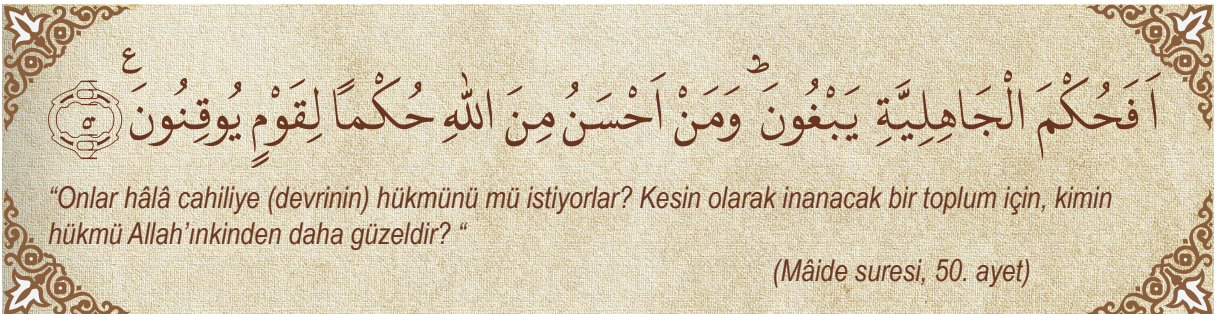 اَفَحُكْمَ الْجَاهِلِيَّةِ يَبْغُونَۜ وَمَنْ اَحْسَنُ مِنَ اللّٰهِ حُكْمًا لِقَوْمٍ يُوقِنُونَ۟ ٥٠
“Onlar hâlâ cahiliye (devrinin) hükmünü mü istiyorlar? Kesin olarak inanacak bir toplum için, kimin
hükmü Allah’ınkinden daha güzeldir? “
(Mâide suresi, 50. ayet)